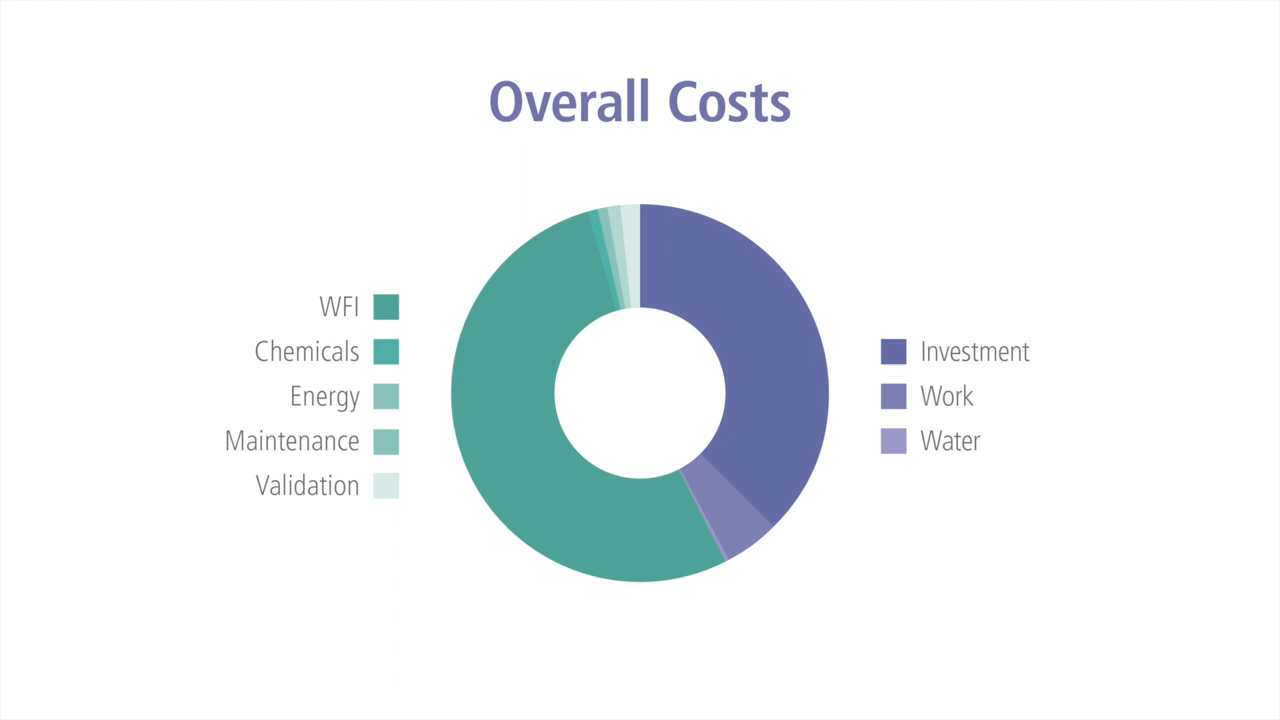 Overall Costs
WFI
Chemicals
Energy
Maintenance
Validation
Investment
Work
Water